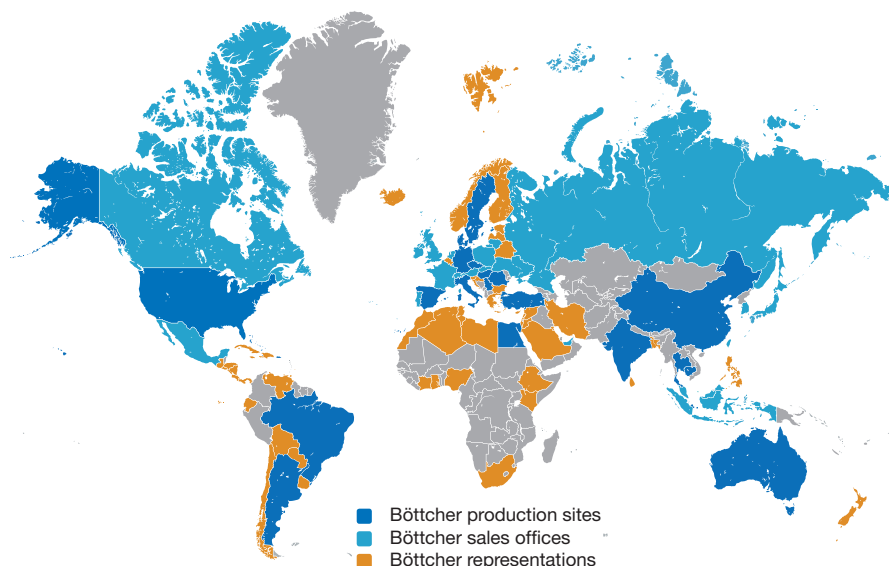 Böttcher production sites
Böttcher sales offices
Böttcher representations